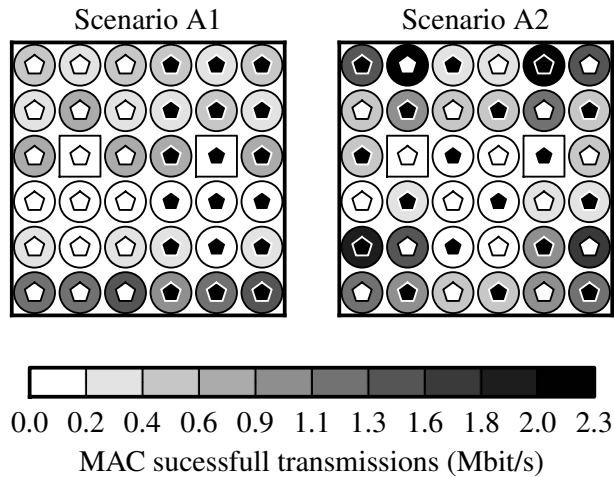 Scenario A1 Scenario A2
0.0 0.2 0.4 0.6 0.9 1.1 1.3 1.6 1.8 2.0 2.3
MAC sucessfull transmissions (Mbit/s)